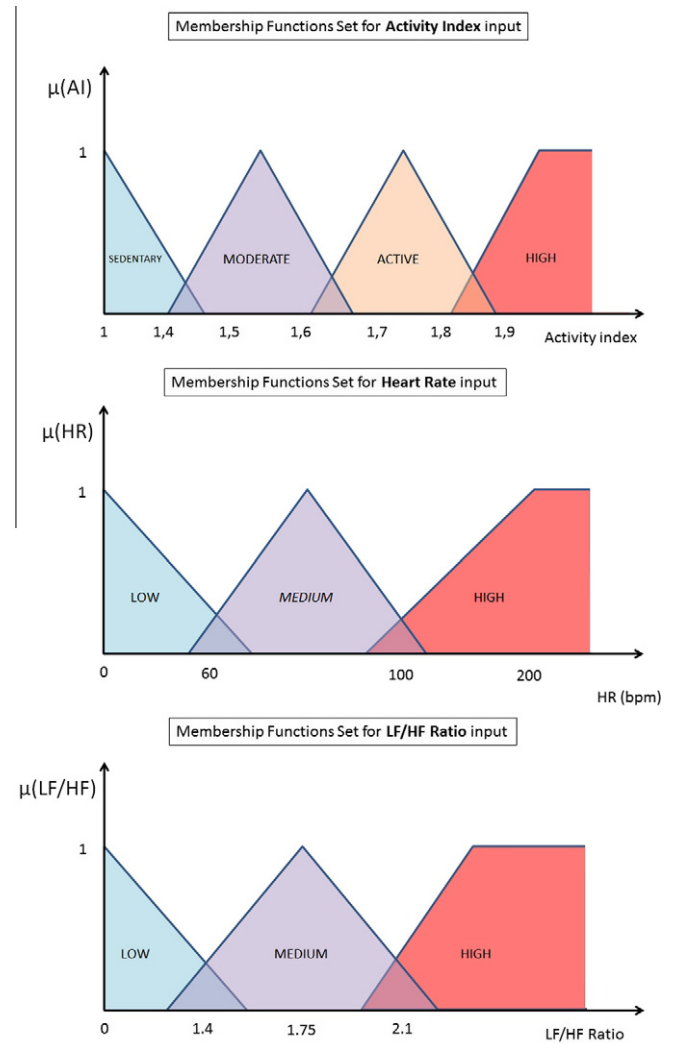 Membership Functions Set for Activity Index input
μ(AI)
1
SEDENTARY MODERATE ACTIVE HIGH
1 1,4 1,5 1,6 1,7 1,8 1,9
Activity index
Membership Functions Set for Heart Rate input
μ(HR)
1
LOW MEDIUM HIGH
0 60 100 200
HR (bpm)
Membership Functions Set for LF/HF Ratio input
μ(LF/HF)
1
LOW MEDIUM HIGH
0 1.4 1.75 2.1
LF/HF Ratio